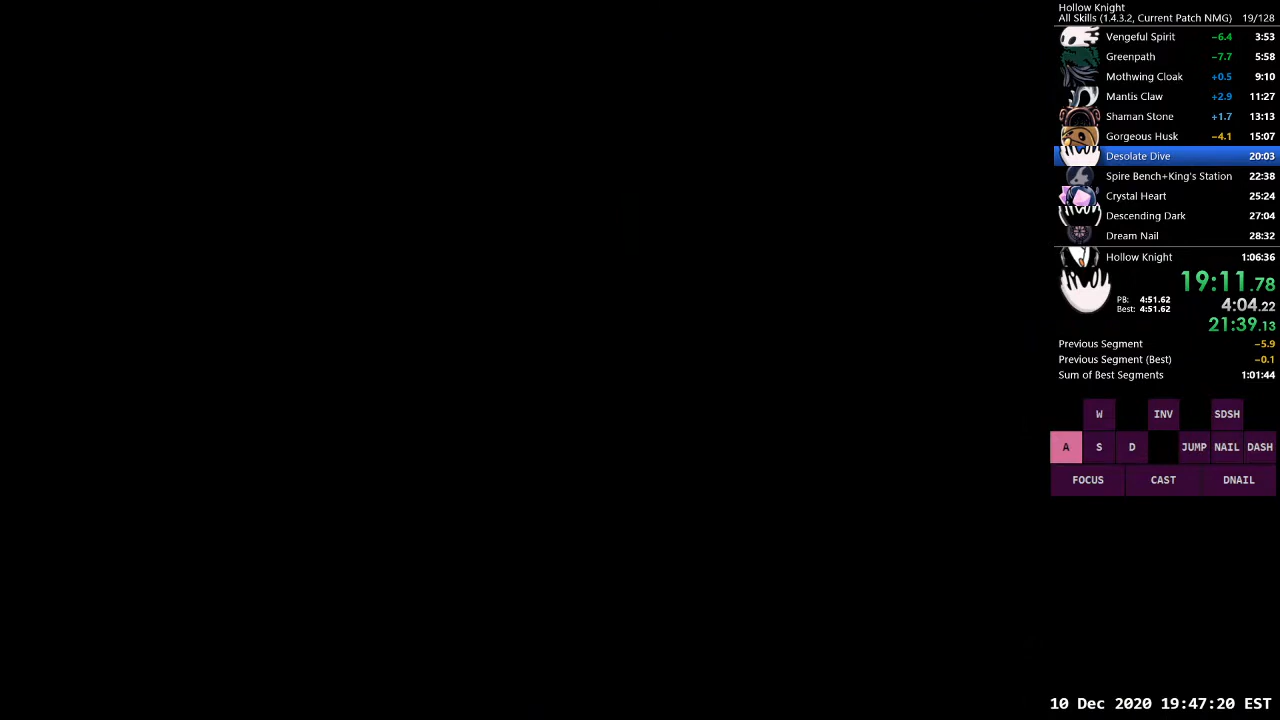 Hollow Knight
All Skills (1.4.3.2, Current Patch NMG) 19/128
Vengeful Spirit −6.4 3:53
Greenpath −7.7 5:58
Mothwing Cloak +0.5 9:10
Mantis Claw +2.9 11:27
Shaman Stone +1.7 13:13
Gorgeous Husk −4.1 15:07
Desolate Dive 20:03
Spire Bench+King's Station 22:38
Crystal Heart 25:24
Descending Dark 27:04
Dream Nail 28:32
Hollow Knight 1:06:36
19:11.78
PB: 4:51.62
Best: 4:51.62
4:04.22
21:39.13
Previous Segment −5.9
Previous Segment (Best) −0.1
Sum of Best Segments 1:01:44
W INV SDSH
A S D JUMP NAIL DASH
FOCUS CAST DNAIL
10 Dec 2020 19:47:20 EST